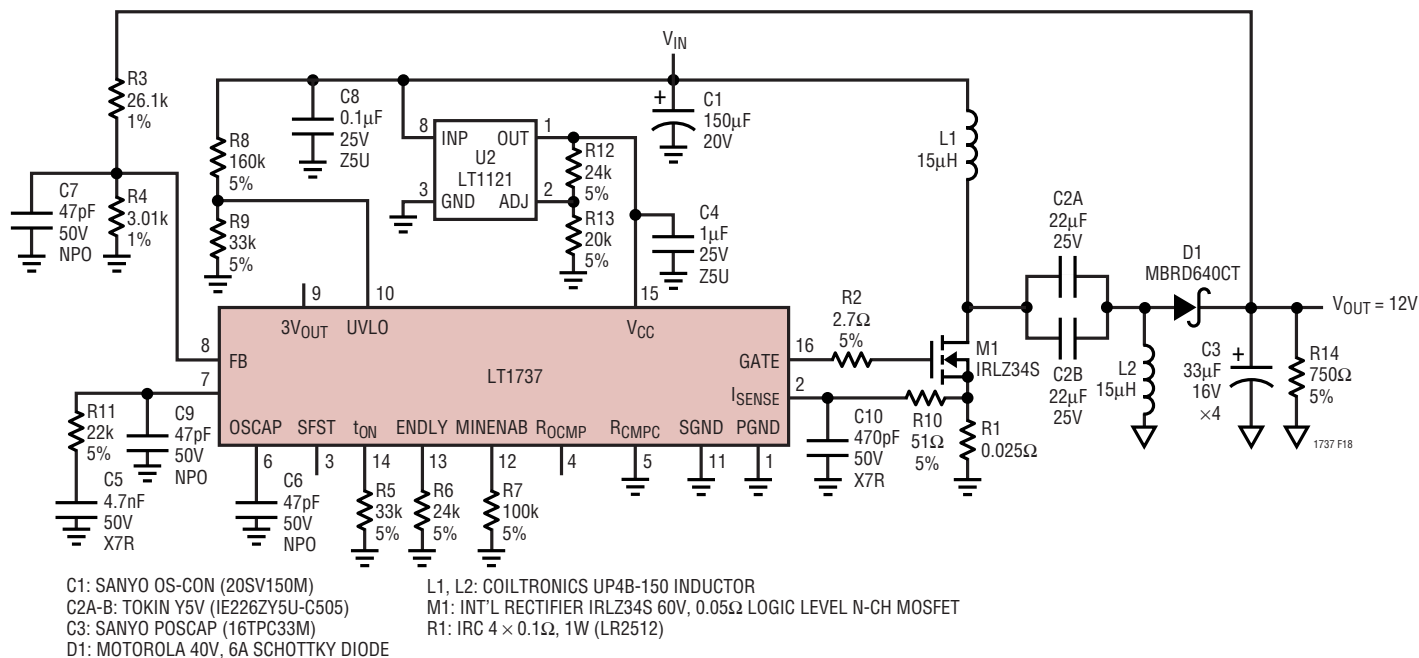 V_IN
R3
26.1k
1%
C8
0.1µF
25V
Z5U
+
C1
150µF
20V
L1
15µH
R8
160k
5%
8
INP
OUT
1
U2
LT1121
3
GND
ADJ
2
R12
24k
5%
R13
20k
5%
C7
47pF
50V
NPO
R4
3.01k
1%
R9
33k
5%
C4
1µF
25V
Z5U
C2A
22µF
25V
D1
MBRD640CT
V_OUT = 12V
9
10
15
3V_OUT
UVLO
V_CC
R2
2.7Ω
5%
8
FB
LT1737
GATE
16
M1
IRLZ34S
L2
15µH
C2B
22µF
25V
+
C3
33µF
16V
×4
R14
750Ω
5%
7
I_SENSE
2
R11
22k
5%
C9
47pF
50V
NPO
OSCAP
SFST
t_ON
ENDLY
MINENAB
R_OCMP
R_CMPC
SGND
PGND
C10
470pF
50V
X7R
R10
51Ω
5%
R1
0.025Ω
1737 F18
6
3
14
13
12
4
5
11
1
C5
4.7nF
50V
X7R
C6
47pF
50V
NPO
R5
33k
5%
R6
24k
5%
R7
100k
5%
C1: SANYO OS-CON (20SV150M)
C2A-B: TOKIN Y5V (IE226ZY5U-C505)
C3: SANYO POSCAP (16TPC33M)
D1: MOTOROLA 40V, 6A SCHOTTKY DIODE
L1, L2: COILTRONICS UP4B-150 INDUCTOR
M1: INT'L RECTIFIER IRLZ34S 60V, 0.05Ω LOGIC LEVEL N-CH MOSFET
R1: IRC 4 × 0.1Ω, 1W (LR2512)